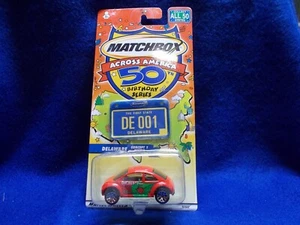 ALL 50
MATCHBOX
ACROSS AMERICA
50TH
BIRTHDAY
SERIES
THE FIRST STATE
DE 001
DELAWARE
DELAWARE